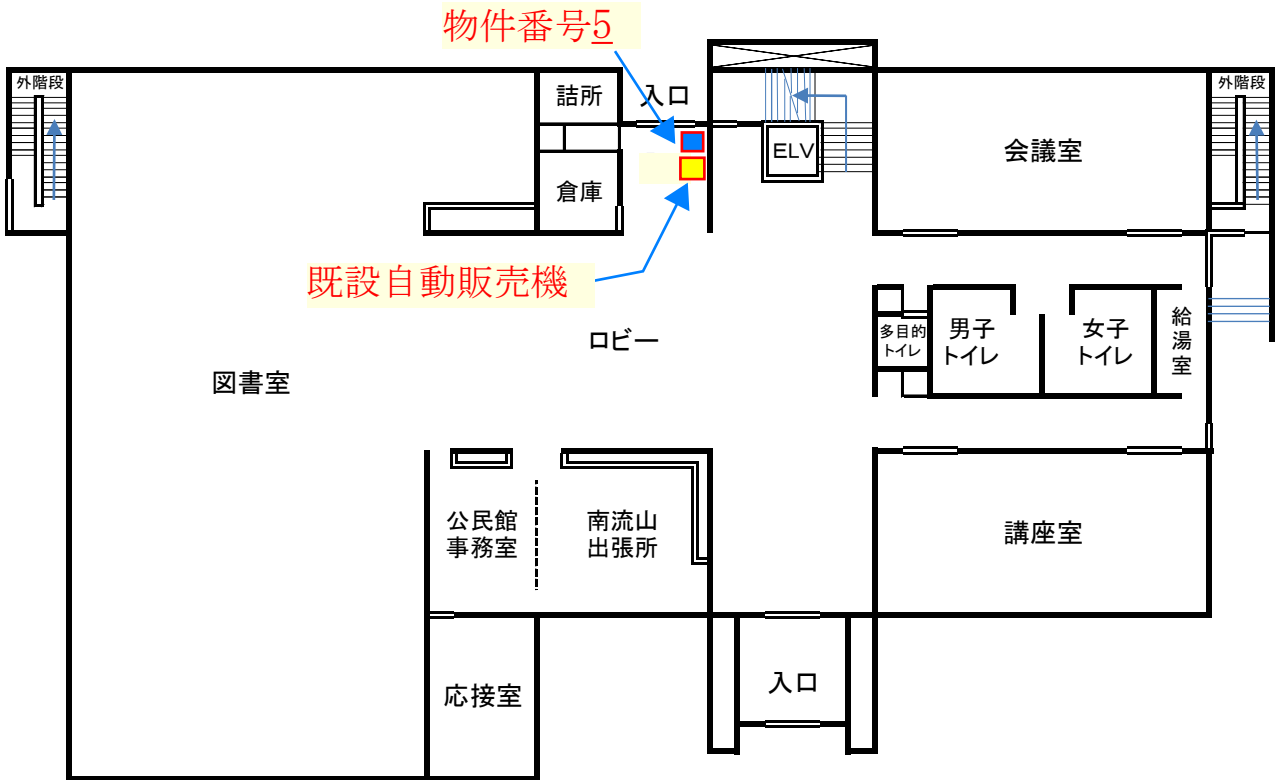 物件番号5
外階段
詰所
入口
外階段
ELV
会議室
倉庫
既設自動販売機
ロビー
多目的
トイレ
男子
トイレ
女子
トイレ
給
湯
室
図書室
公民館
事務室
南流山
出張所
講座室
応接室
入口